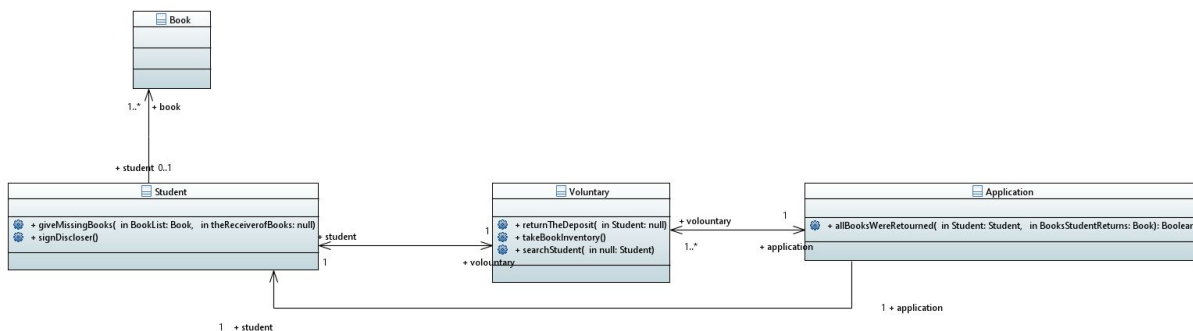 Book
1..* + book
+ student 0..1
Student
+ giveMissingBooks( in BookList: Book, in theReceiverofBooks: null)
+ signDiscloser()
+ student
1
1
+ volountary
Voluntary
+ returnTheDeposit( in Student: null)
+ takeBookInventory()
+ searchStudent( in null: Student)
+ volountary
1..*
1
+ application
Application
+ allBooksWereRetourned( in Student: Student, in BooksStudentReturns: Book): Boolean
1 + application
1 + student